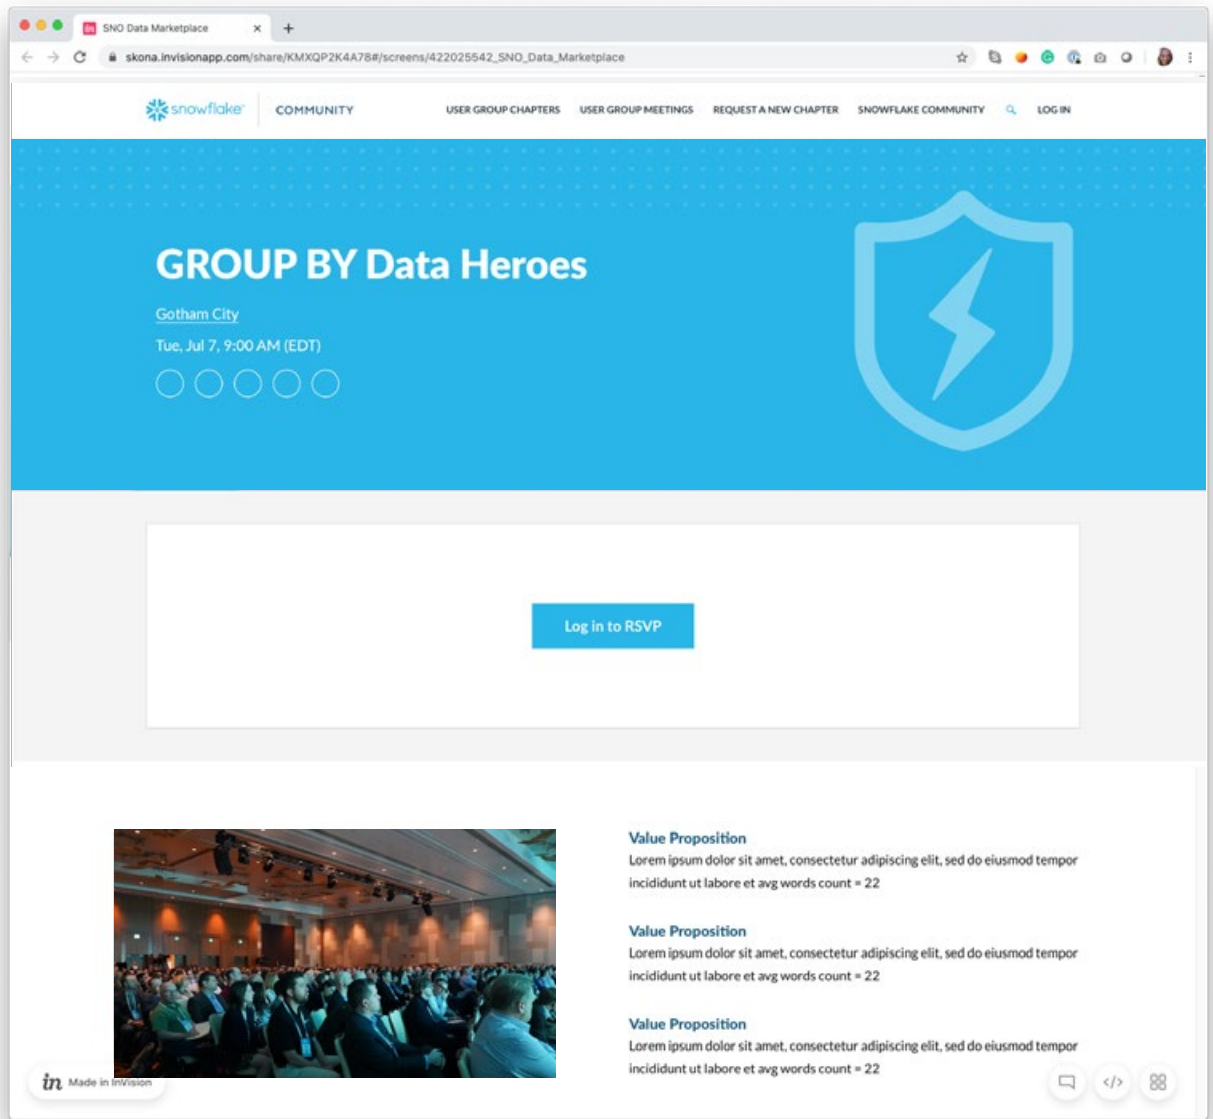 SNO Data Marketplace
skona.invisionapp.com/share/KMXQP2K4A78#/screens/422025542_SNO_Data_Marketplace
snowflake COMMUNITY USER GROUP CHAPTERS USER GROUP MEETINGS REQUEST A NEW CHAPTER SNOWFLAKE COMMUNITY LOG IN
GROUP BY Data Heroes
Gotham City
Tue, Jul 7, 9:00 AM (EDT)
Log in to RSVP
Value Proposition
Lorem ipsum dolor sit amet, consectetur adipiscing elit, sed do eiusmod tempor
incididunt ut labore et avg words count = 22
Value Proposition
Lorem ipsum dolor sit amet, consectetur adipiscing elit, sed do eiusmod tempor
incididunt ut labore et avg words count = 22
Value Proposition
Lorem ipsum dolor sit amet, consectetur adipiscing elit, sed do eiusmod tempor
incididunt ut labore et avg words count = 22
in Made in InVision